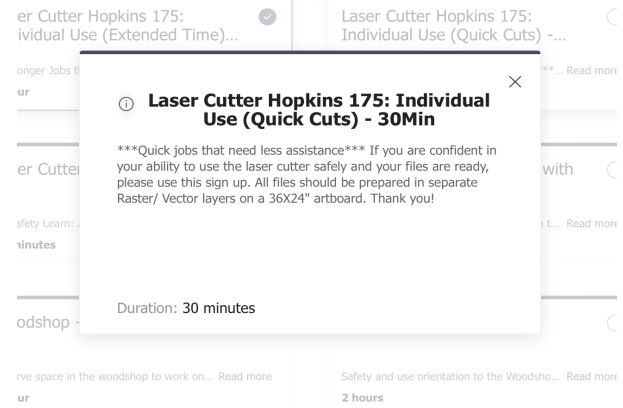 er Cutter Hopkins 175:
ividual Use (Extended Time)...
onger Jobs t
ur
Laser Cutter Hopkins 175:
Individual Use (Quick Cuts) -...
**... Read more
Laser Cutter Hopkins 175: Individual
Use (Quick Cuts) - 30Min
***Quick jobs that need less assistance*** If you are confident in
your ability to use the laser cutter safely and your files are ready,
please use this sign up. All files should be prepared in separate
Raster/ Vector layers on a 36X24" artboard. Thank you!
Duration: 30 minutes
er Cutter
afety Learn:
inutes
with
t... Read more
odshop -
rve space in the woodshop to work on... Read more
ur
Safety and use orientation to the Woodsho... Read more
2 hours